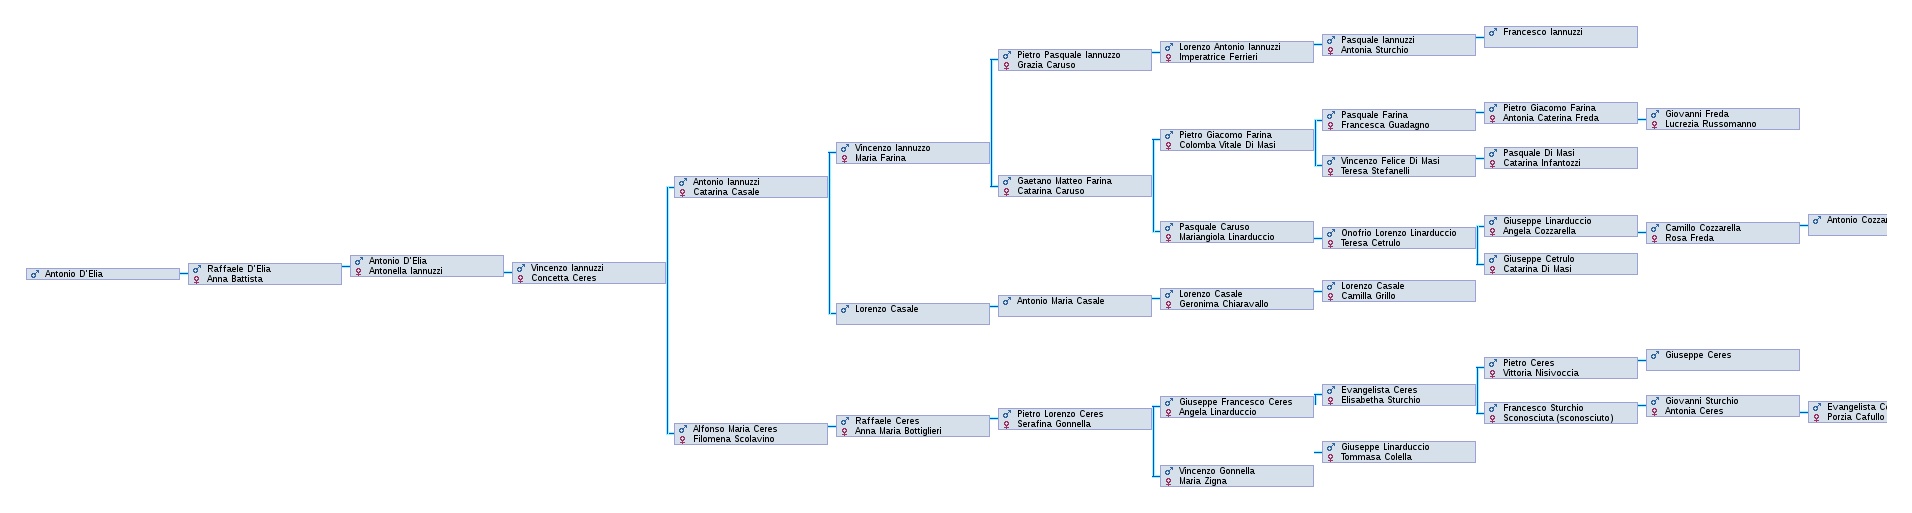 Antonio D'Elia
Raffaele D'Elia
Anna Battista
Antonio D'Elia
Antonella Iannuzzi
Vincenzo Iannuzzi
Concetta Ceres
Antonio Iannuzzi
Catarina Casale
Alfonso Maria Ceres
Filomena Scolavino
Vincenzo Iannuzzo
Maria Farina
Lorenzo Casale
Raffaele Ceres
Anna Maria Bottiglieri
Pietro Pasquale Iannuzzo
Grazia Caruso
Gaetano Matteo Farina
Catarina Caruso
Antonio Maria Casale
Pietro Lorenzo Ceres
Serafina Gonnella
Lorenzo Antonio Iannuzzi
Imperatrice Ferrieri
Pietro Giacomo Farina
Colomba Vitale Di Masi
Pasquale Caruso
Mariangiola Linarduccio
Lorenzo Casale
Geronima Chiaravallo
Giuseppe Francesco Ceres
Angela Linarduccio
Vincenzo Gonnella
Maria Zigna
Pasquale Iannuzzi
Antonia Sturchio
Pasquale Farina
Francesca Guadagno
Vincenzo Felice Di Masi
Teresa Stefanelli
Onofrio Lorenzo Linarduccio
Teresa Cetrulo
Lorenzo Casale
Camilla Grillo
Evangelista Ceres
Elisabetha Sturchio
Giuseppe Linarduccio
Tommasa Colella
Francesco Iannuzzi
Pietro Giacomo Farina
Antonia Caterina Freda
Pasquale Di Masi
Catarina Infantozzi
Giuseppe Linarduccio
Angela Cozzarella
Giuseppe Cetrulo
Catarina Di Masi
Pietro Ceres
Vittoria Nisivoccia
Francesco Sturchio
Sconosciuta (sconosciuto)
Giovanni Freda
Lucrezia Russomanno
Camillo Cozzarella
Rosa Freda
Giuseppe Ceres
Giovanni Sturchio
Antonia Ceres
Antonio Cozzar
Evangelista Ce
Porzia Cafullo